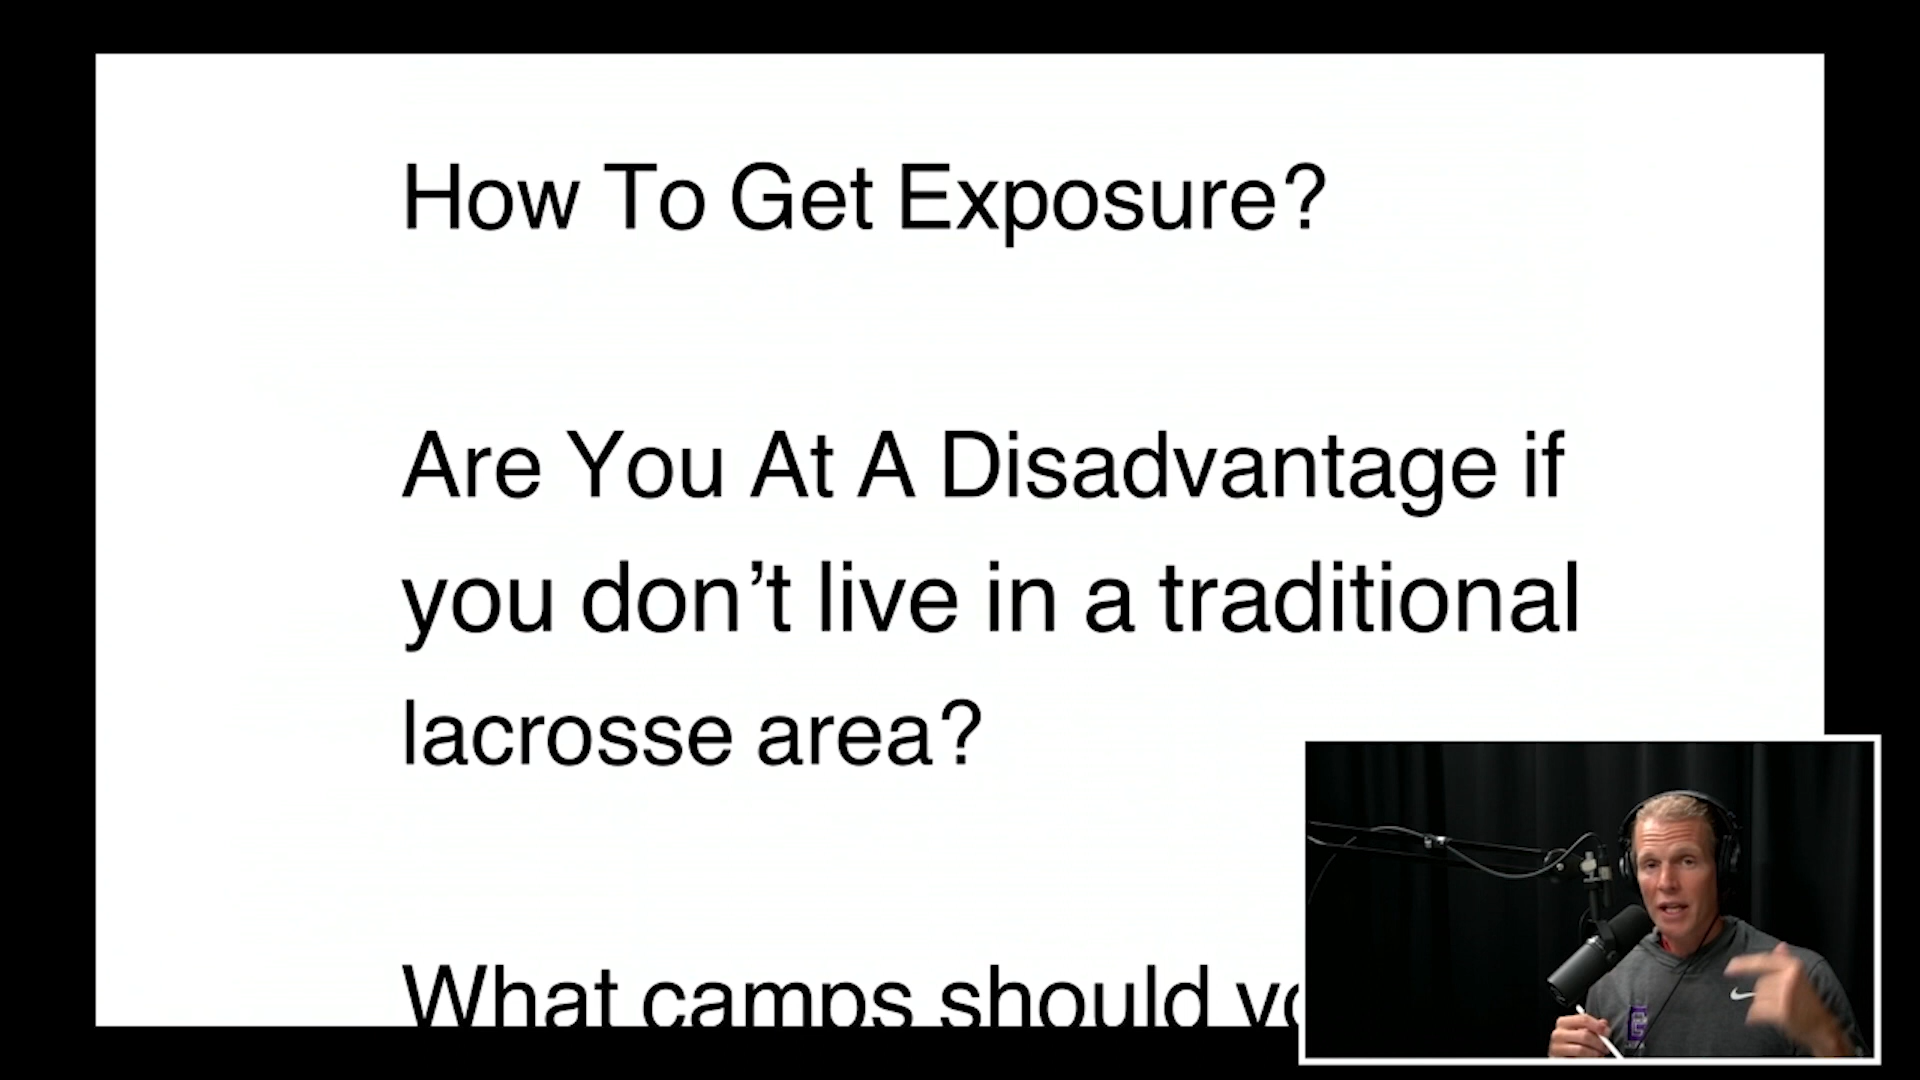 How To Get Exposure?
Are You At A Disadvantage if
you don’t live in a traditional
lacrosse area?
What camps should